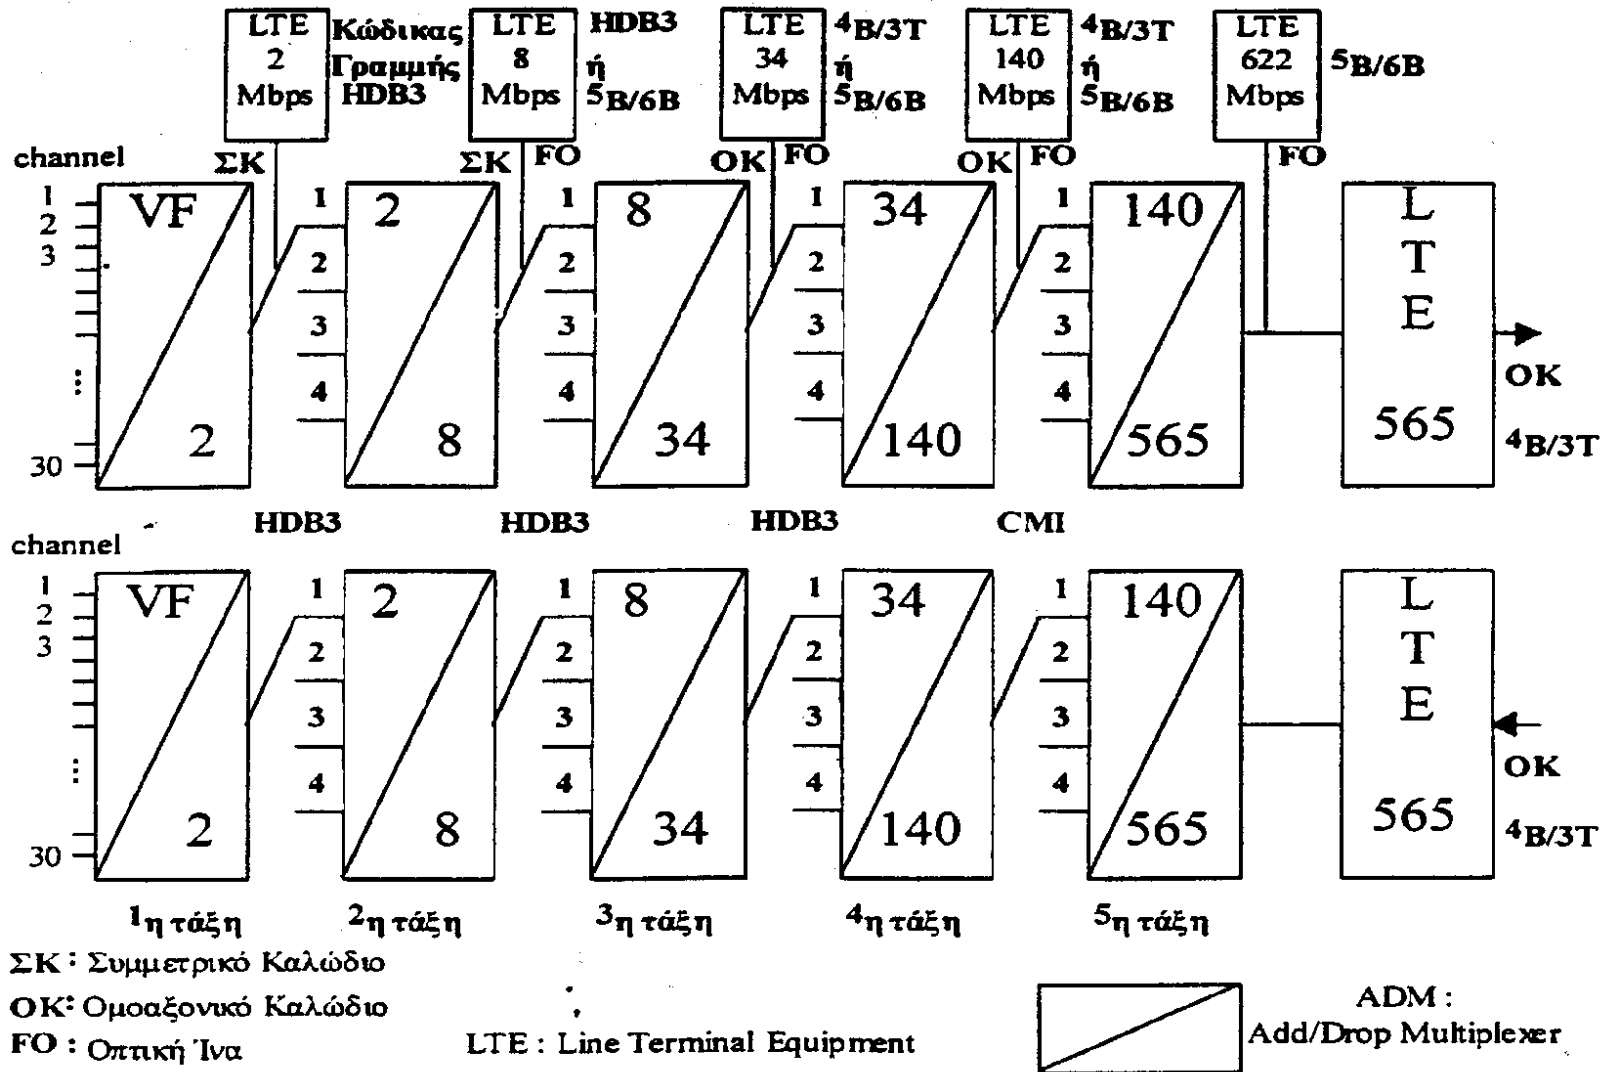 LTE 2 Mbps
Κώδικας Γραμμής HDB3
LTE 8 Mbps
HDB3 ή 5B/6B
LTE 34 Mbps
4B/3T ή 5B/6B
LTE 140 Mbps
4B/3T ή 5B/6B
LTE 622 Mbps
5B/6B
channel
ΣΚ
ΣΚ FO
ΟΚ FO
ΟΚ FO
FO
1
2
3
⋮
30
VF 2
1
2
3
4
2 8
1
2
3
4
8 34
1
2
3
4
34 140
1
2
3
4
140 565
L
T
E
565
ΟΚ
4B/3T
HDB3 HDB3 HDB3 CMI
channel
1
2
3
⋮
30
VF 2
1
2
3
4
2 8
1
2
3
4
8 34
1
2
3
4
34 140
1
2
3
4
140 565
L
T
E
565
ΟΚ
4B/3T
1η τάξη 2η τάξη 3η τάξη 4η τάξη 5η τάξη
ΣΚ : Συμμετρικό Καλώδιο
ΟΚ: Ομοαξονικό Καλώδιο
FO : Οπτική Ίνα
LTE : Line Terminal Equipment
ADM :
Add/Drop Multiplexer